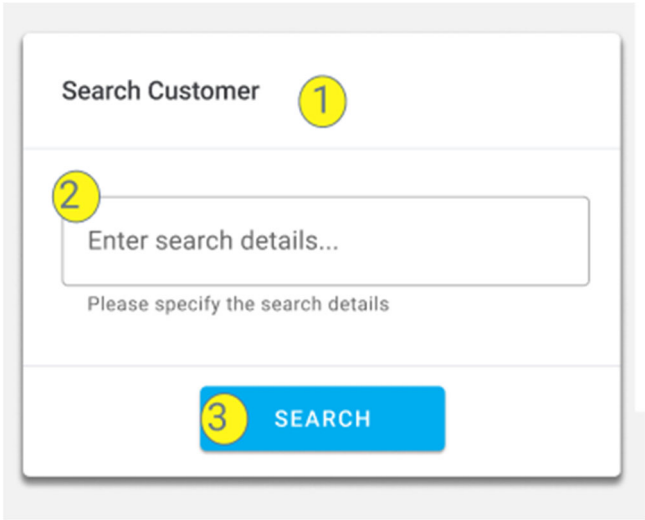 Search Customer 1
2
Enter search details...
Please specify the search details
3 SEARCH